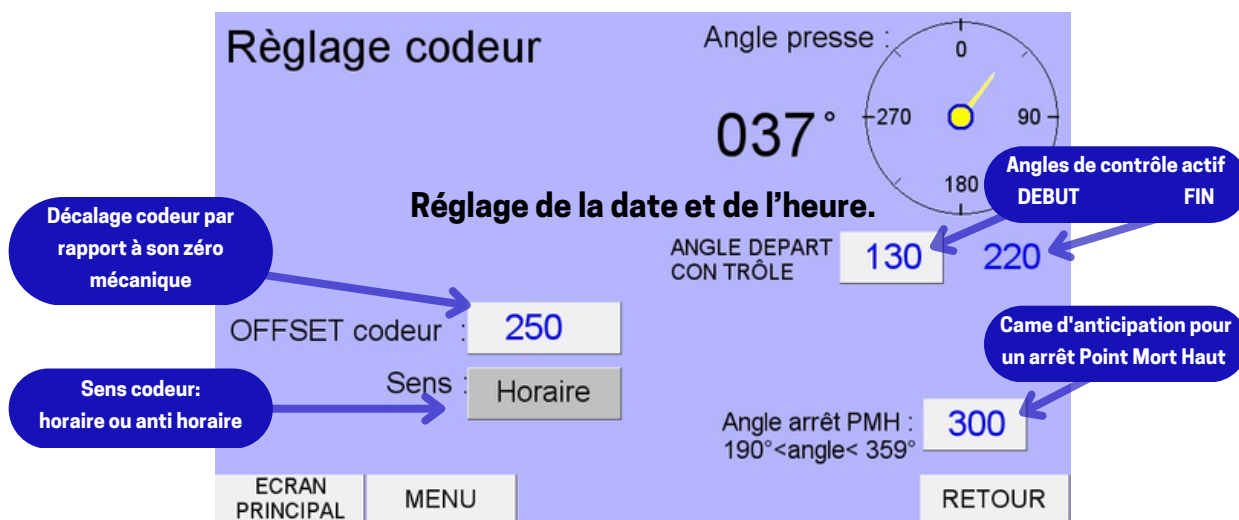 Règlage codeur
Angle presse :
0
90
180
270
037°
Angles de contrôle actif
DEBUT FIN
Réglage de la date et de l’heure.
Décalage codeur par
rapport à son zéro
mécanique
ANGLE DEPART
CON TRÔLE
130
220
OFFSET codeur :
250
Came d'anticipation pour
un arrêt Point Mort Haut
Sens codeur:
horaire ou anti horaire
Sens :
Horaire
Angle arrêt PMH :
190°<angle< 359°
300
ECRAN
PRINCIPAL
MENU
RETOUR